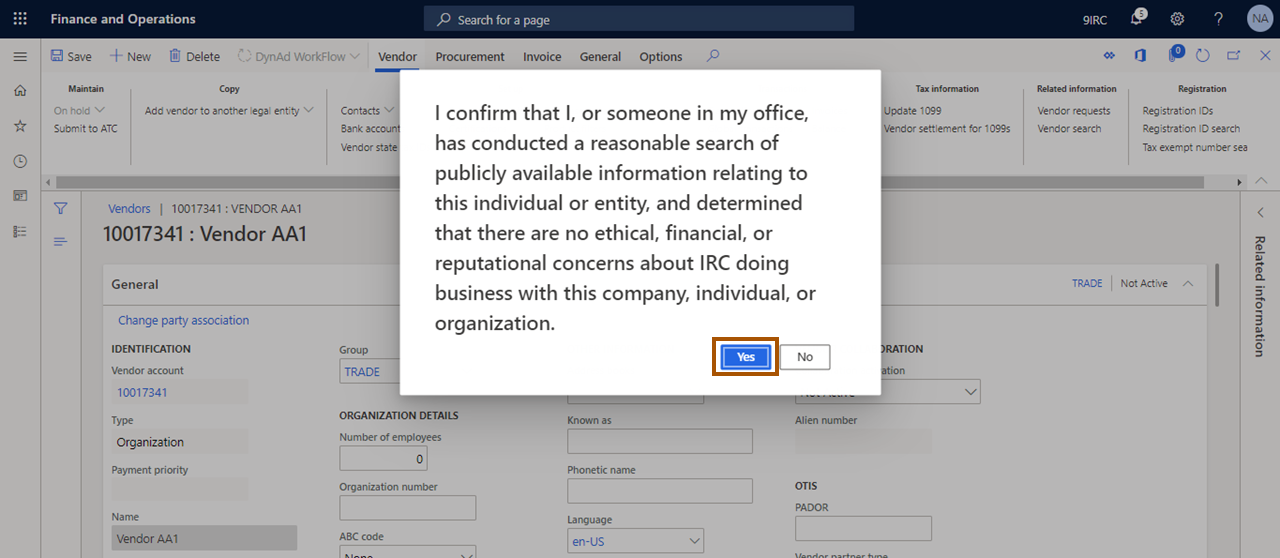 Finance and Operations
Search for a page
9IRC
5
?
NA
Save
New
Delete
DynAd WorkFlow
Vendor
Procurement
Invoice
General
Options
0
Maintain
On hold
Submit to ATC
Copy
Add vendor to another legal entity
Contacts
Bank account
Vendor state
Tax information
Update 1099
Vendor settlement for 1099s
Related information
Vendor requests
Vendor search
Registration
Registration IDs
Registration ID search
Tax exempt number sea
I confirm that I, or someone in my office,
has conducted a reasonable search of
publicly available information relating to
this individual or entity, and determined
that there are no ethical, financial, or
reputational concerns about IRC doing
business with this company, individual, or
organization.
Yes
No
Vendors | 10017341 : VENDOR AA1
10017341 : Vendor AA1
General
TRADE
Not Active
Change party association
IDENTIFICATION
Vendor account
10017341
Type
Organization
Payment priority
Name
Vendor AA1
Group
TRADE
ORGANIZATION DETAILS
Number of employees
0
Organization number
ABC code
None
Known as
Phonetic name
Language
en-US
ORATION
ration
Not Active
Alien number
OTIS
PADOR
Vendor partner type
Related information